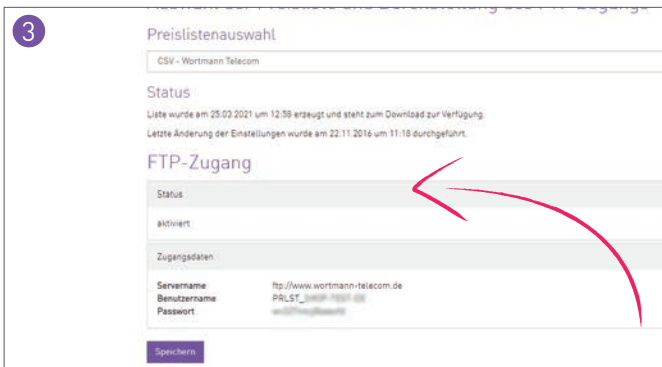 3
Preislistenauswahl
CSV - Wortmann Telecom
Status
Liste wurde am 25.03.2021 um 12:58 erzeugt und steht zum Download zur Verfügung.
Letzte Änderung der Einstellungen wurde am 22.11.2016 um 11:18 durchgeführt.
FTP-Zugang
Status
aktiviert
Zugangsdaten
Servername ftp://www.wortmann-telecom.de
Benutzername PRLST_
Passwort
Speichern